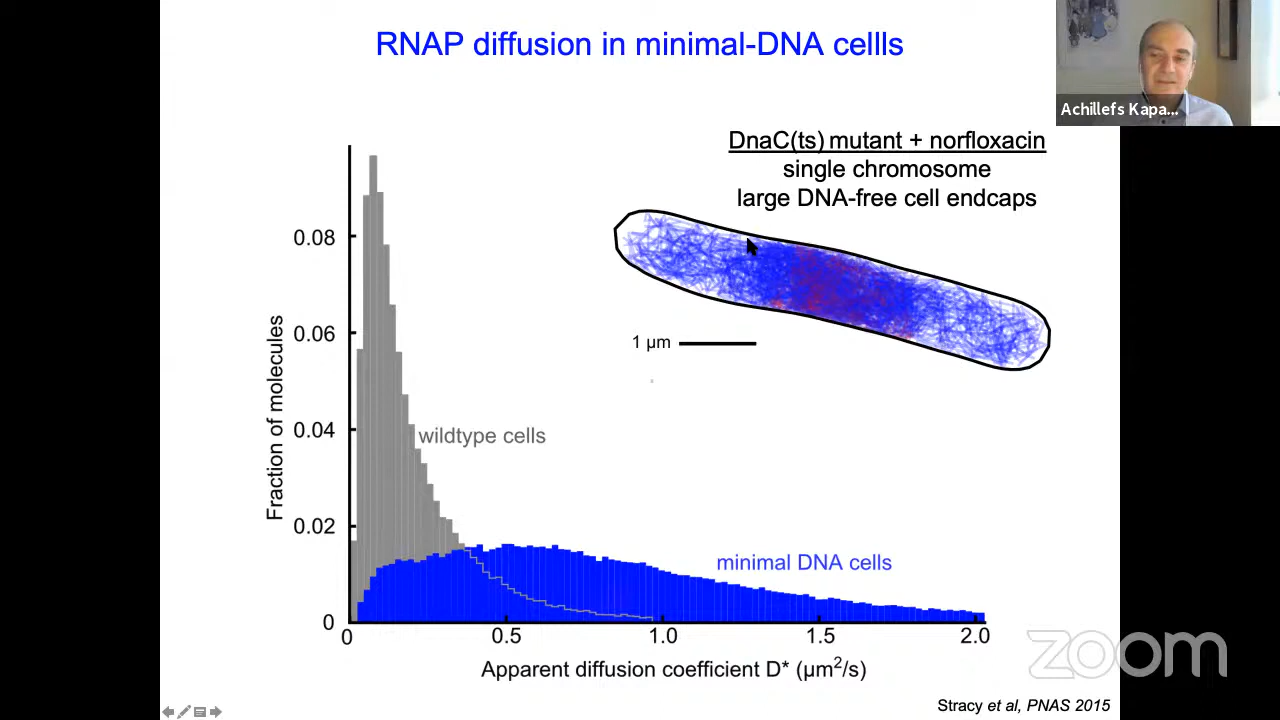 RNAP diffusion in minimal-DNA cellls
Achillefs Kapa...
DnaC(ts) mutant + norfloxacin
single chromosome
large DNA-free cell endcaps
1 μm
Fraction of molecules
0.08
0.06
0.04
0.02
0
wildtype cells
minimal DNA cells
0
0.5
1.0
1.5
2.0
Apparent diffusion coefficient D* (μm²/s)
zoom
Stracy et al, PNAS 2015